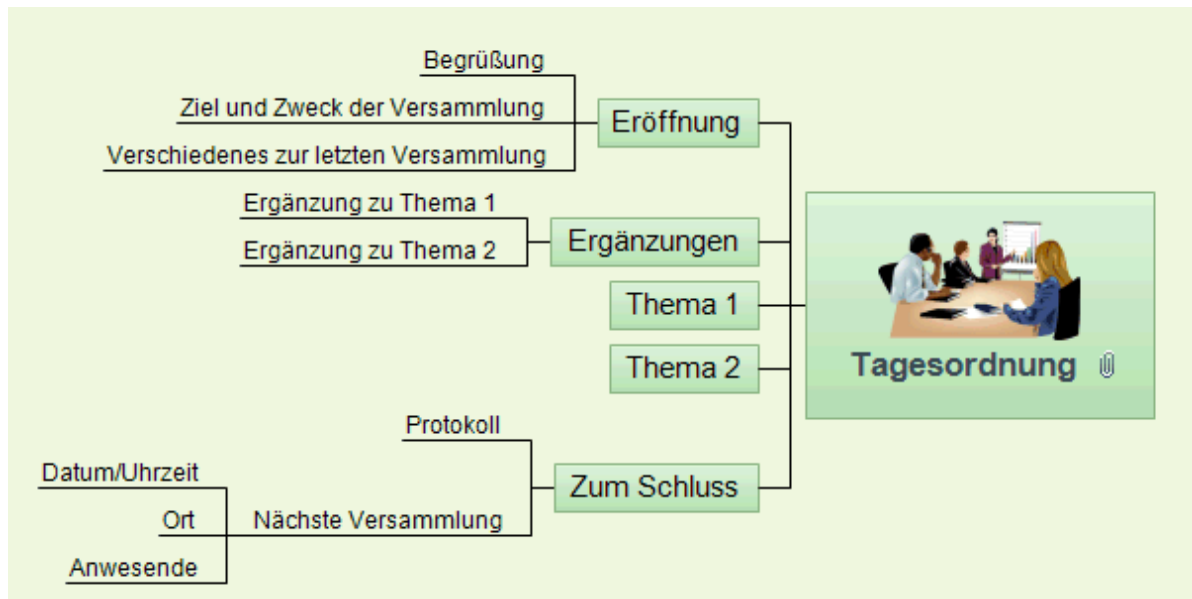 Begrüßung
Ziel und Zweck der Versammlung
Verschiedenes zur letzten Versammlung
Eröffnung
Ergänzung zu Thema 1
Ergänzung zu Thema 2
Ergänzungen
Thema 1
Thema 2
Tagesordnung
Protokoll
Zum Schluss
Datum/Uhrzeit
Ort
Anwesende
Nächste Versammlung